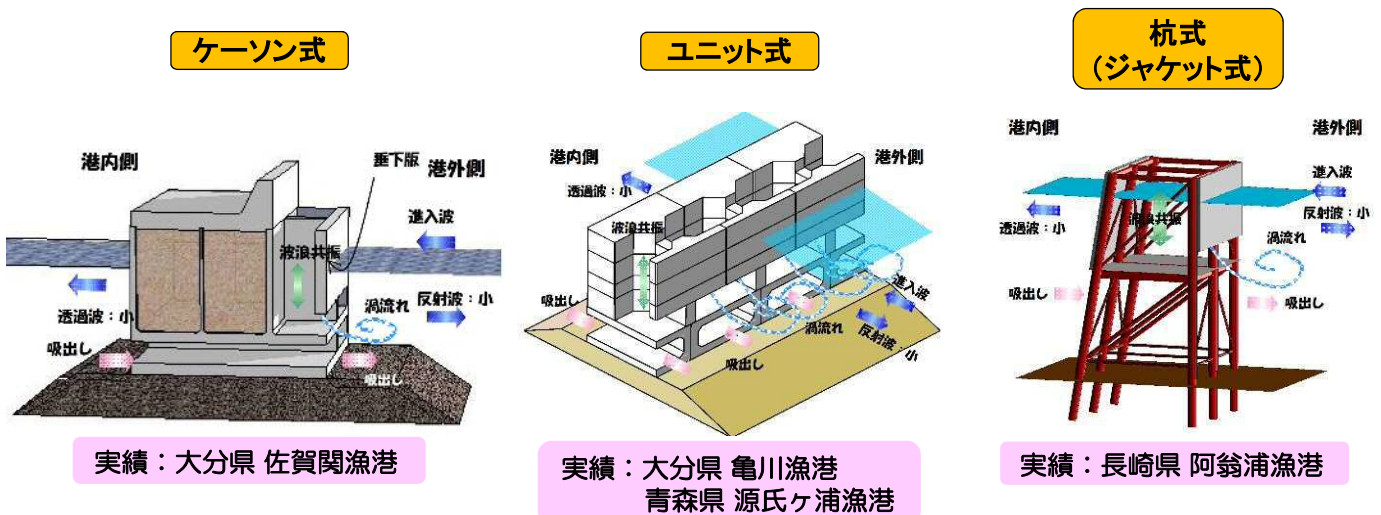 ケーソン式
港内側
垂下版
港外側
進入波
波浪共振
透過波：小
渦流れ
反射波：小
吸出し
吸出し
実績：大分県 佐賀関漁港
ユニット式
港内側
港外側
透過波：小
波浪共振
吸出し
進入波
渦流れ
反射波：小
吸出し
実績：大分県 亀川漁港
青森県 源氏ヶ浦漁港
杭式
（ジャケット式）
港内側
港外側
進入波
透過波：小
波浪共振
反射波：小
渦流れ
吸出し
吸出し
実績：長崎県 阿翁浦漁港